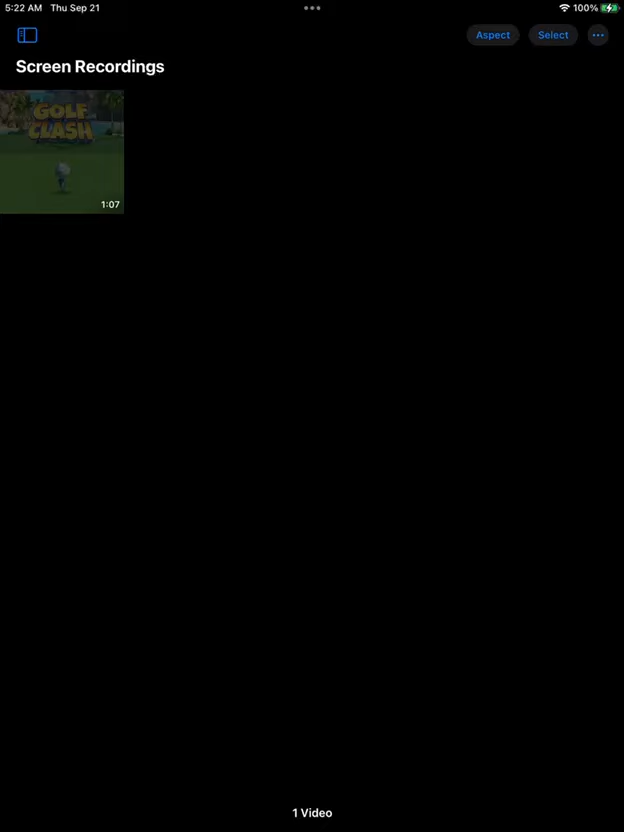 5:22 AM Thu Sep 21
100%
Aspect Select
Screen Recordings
GOLF
CLASH
1:07
1 Video